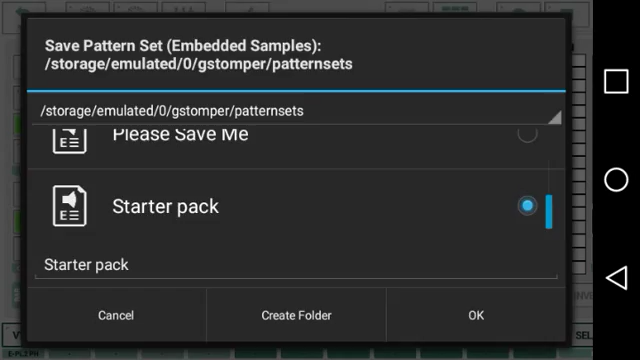 Save Pattern Set (Embedded Samples):
/storage/emulated/0/gstomper/patternsets
/storage/emulated/0/gstomper/patternsets
Please Save Me
E
Starter pack
E
Starter pack
Cancel Create Folder OK